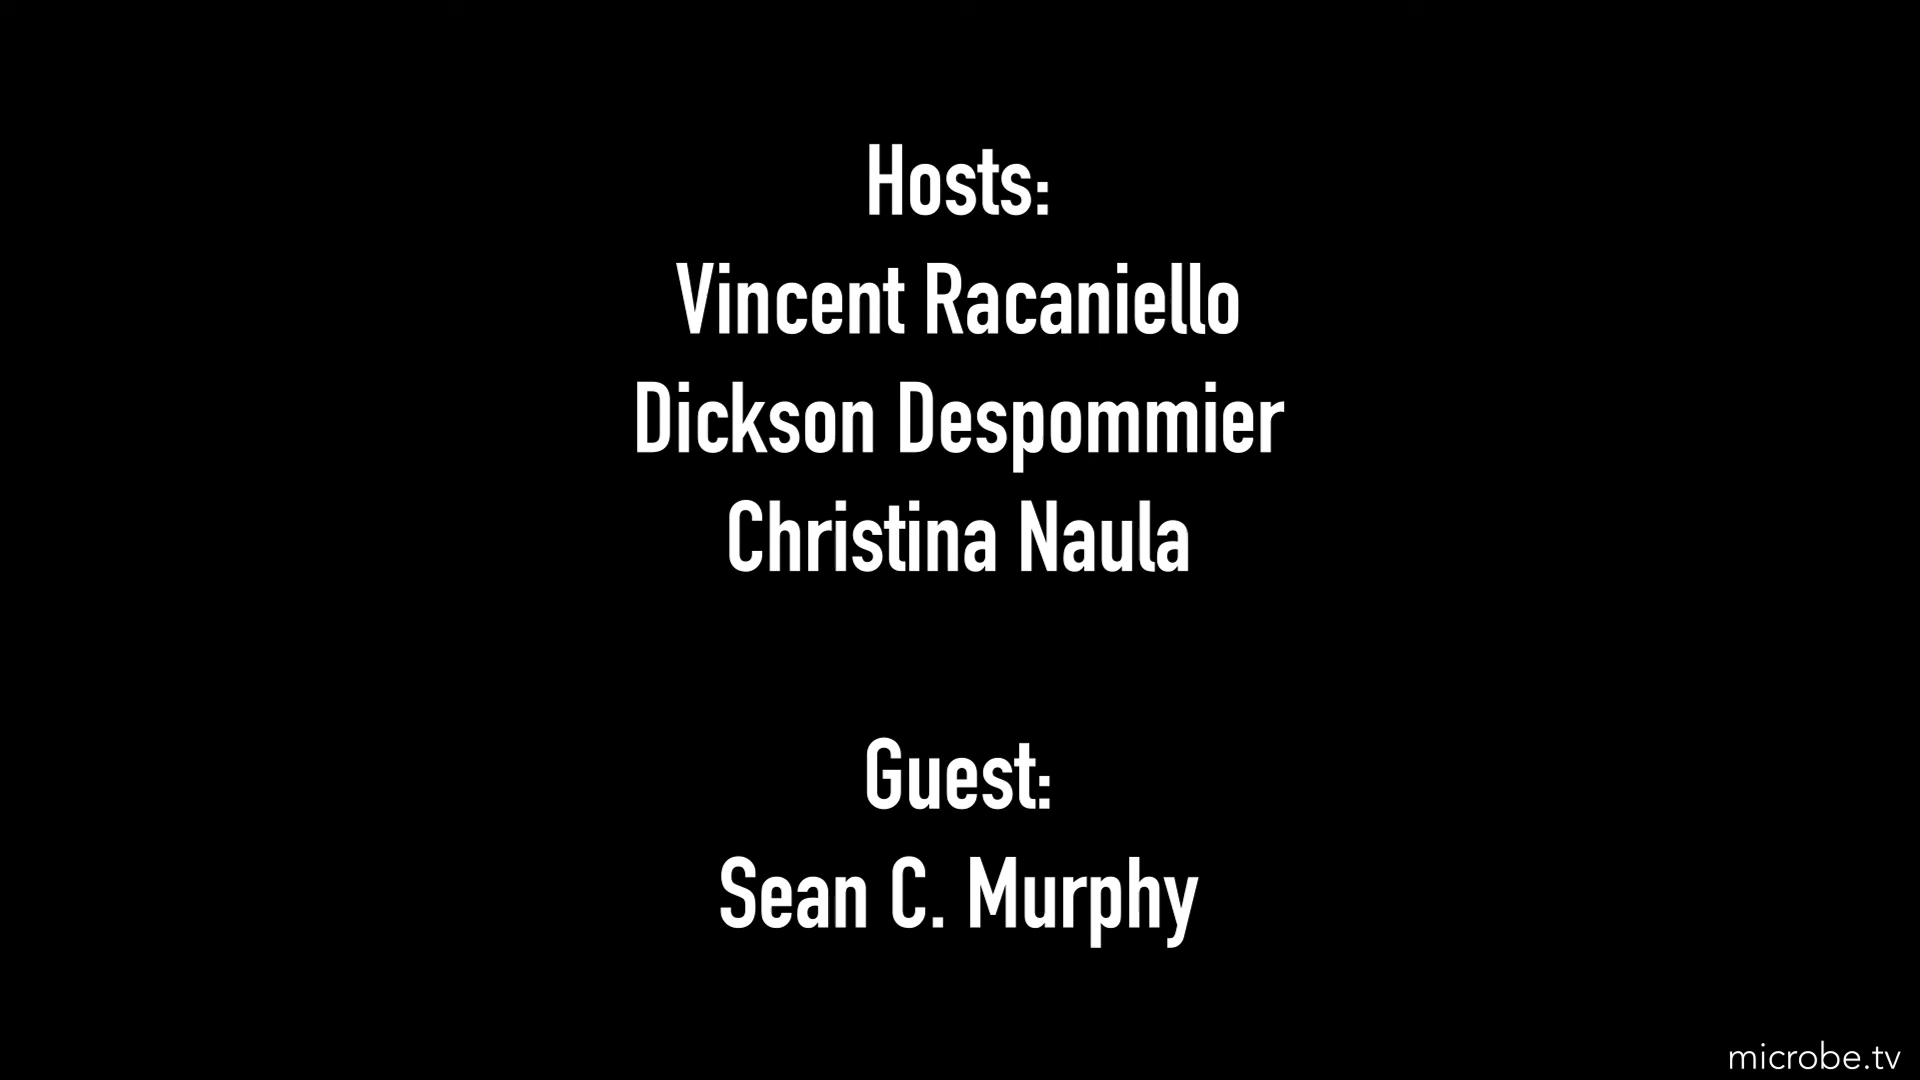 Hosts:
Vincent Racaniello
Dickson Despommier
Christina Naula
Guest:
Sean C. Murphy
microbe.tv